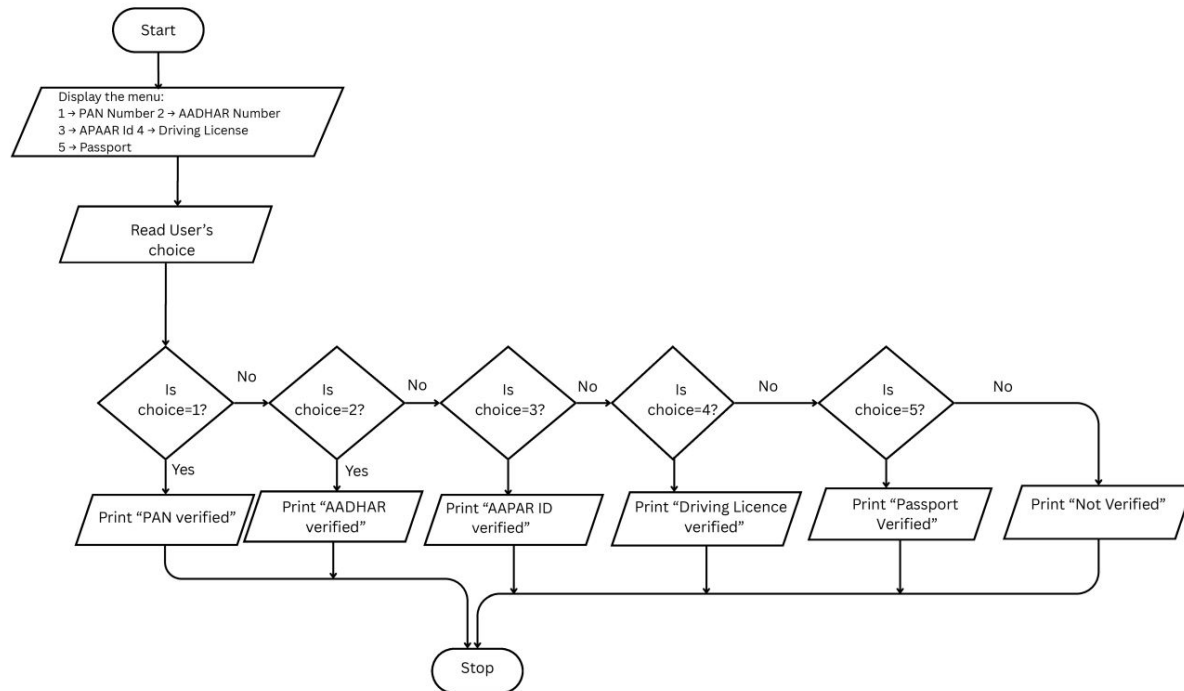 Start
Display the menu:
1 → PAN Number 2 → AADHAR Number
3 → APAAR Id 4 → Driving License
5 → Passport
Read User’s
choice
Is
choice=1?
No
Is
choice=2?
No
Is
choice=3?
No
Is
choice=4?
No
Is
choice=5?
No
Yes
Yes
Print “PAN verified”
Print “AADHAR
verified”
Print “AAPAR ID
verified”
Print “Driving Licence
verified”
Print “Passport
Verified”
Print “Not Verified”
Stop